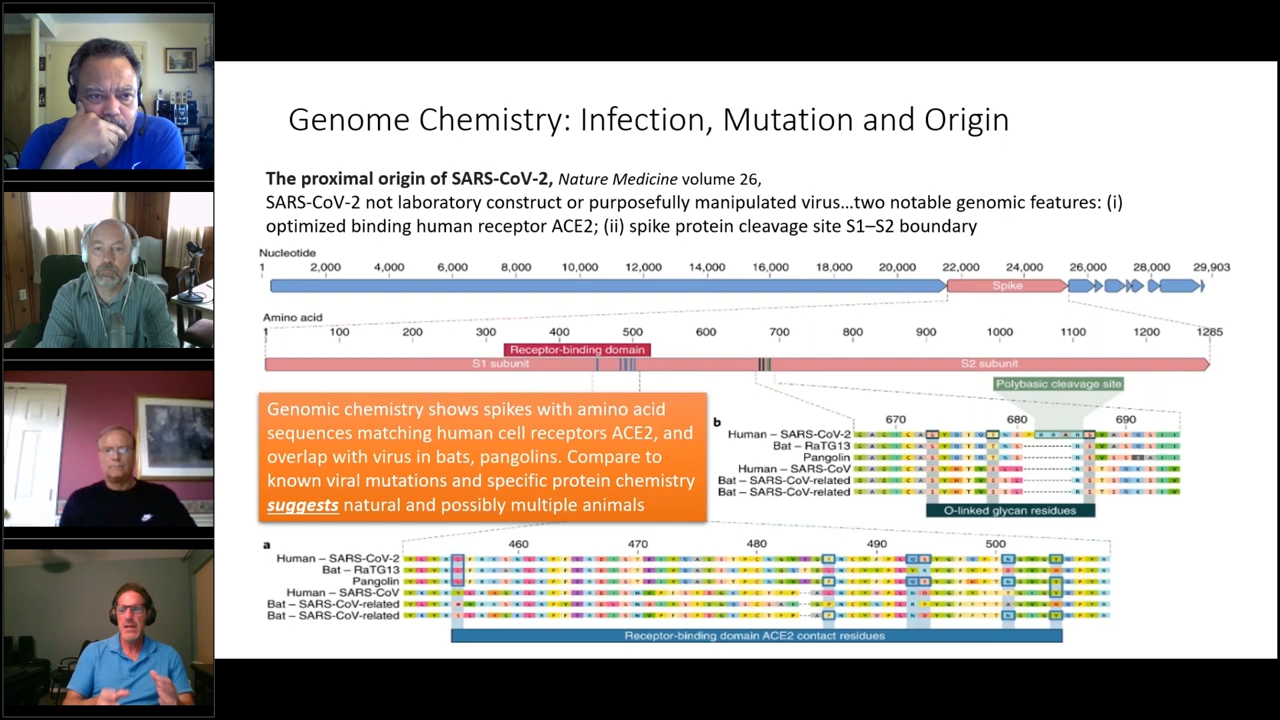 Genome Chemistry: Infection, Mutation and Origin
The proximal origin of SARS-CoV-2, Nature Medicine volume 26,
SARS-CoV-2 not laboratory construct or purposefully manipulated virus...two notable genomic features: (i)
optimized binding human receptor ACE2; (ii) spike protein cleavage site S1–S2 boundary
Nucleotide
1 2,000 4,000 6,000 8,000 10,000 12,000 14,000 16,000 18,000 20,000 22,000 24,000 26,000 28,000 29,903
Spike
Amino acid
1 100 200 300 400 500 600 700 800 900 1000 1100 1200 1285
Receptor-binding domain
S1 subunit S2 subunit
Polybasic cleavage site
Genomic chemistry shows spikes with amino acid
sequences matching human cell receptors ACE2, and
overlap with virus in bats, pangolins. Compare to
known viral mutations and specific protein chemistry
suggests natural and possibly multiple animals
b
670 680 690
Human – SARS-CoV-2
Bat – RaTG13
Pangolin
Human – SARS-CoV
Bat – SARS-CoV-related
Bat – SARS-CoV-related
O-linked glycan residues
a
460 470 480 490 500
Human – SARS-CoV-2
Bat – RaTG13
Pangolin
Human – SARS-CoV
Bat – SARS-CoV-related
Bat – SARS-CoV-related
Receptor-binding domain ACE2 contact residues